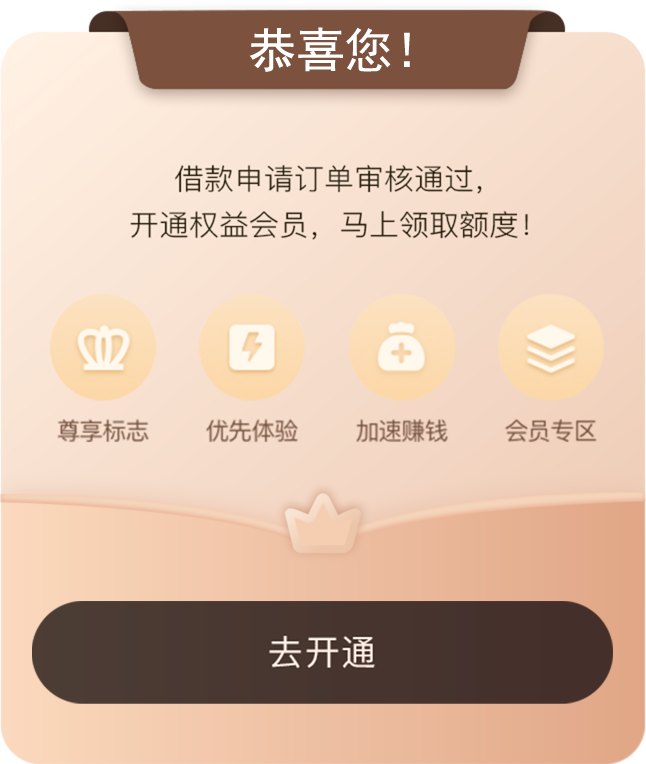 恭喜您！
借款申请订单审核通过，
开通权益会员，马上领取额度！
尊享标志 优先体验 加速赚钱 会员专区
去开通